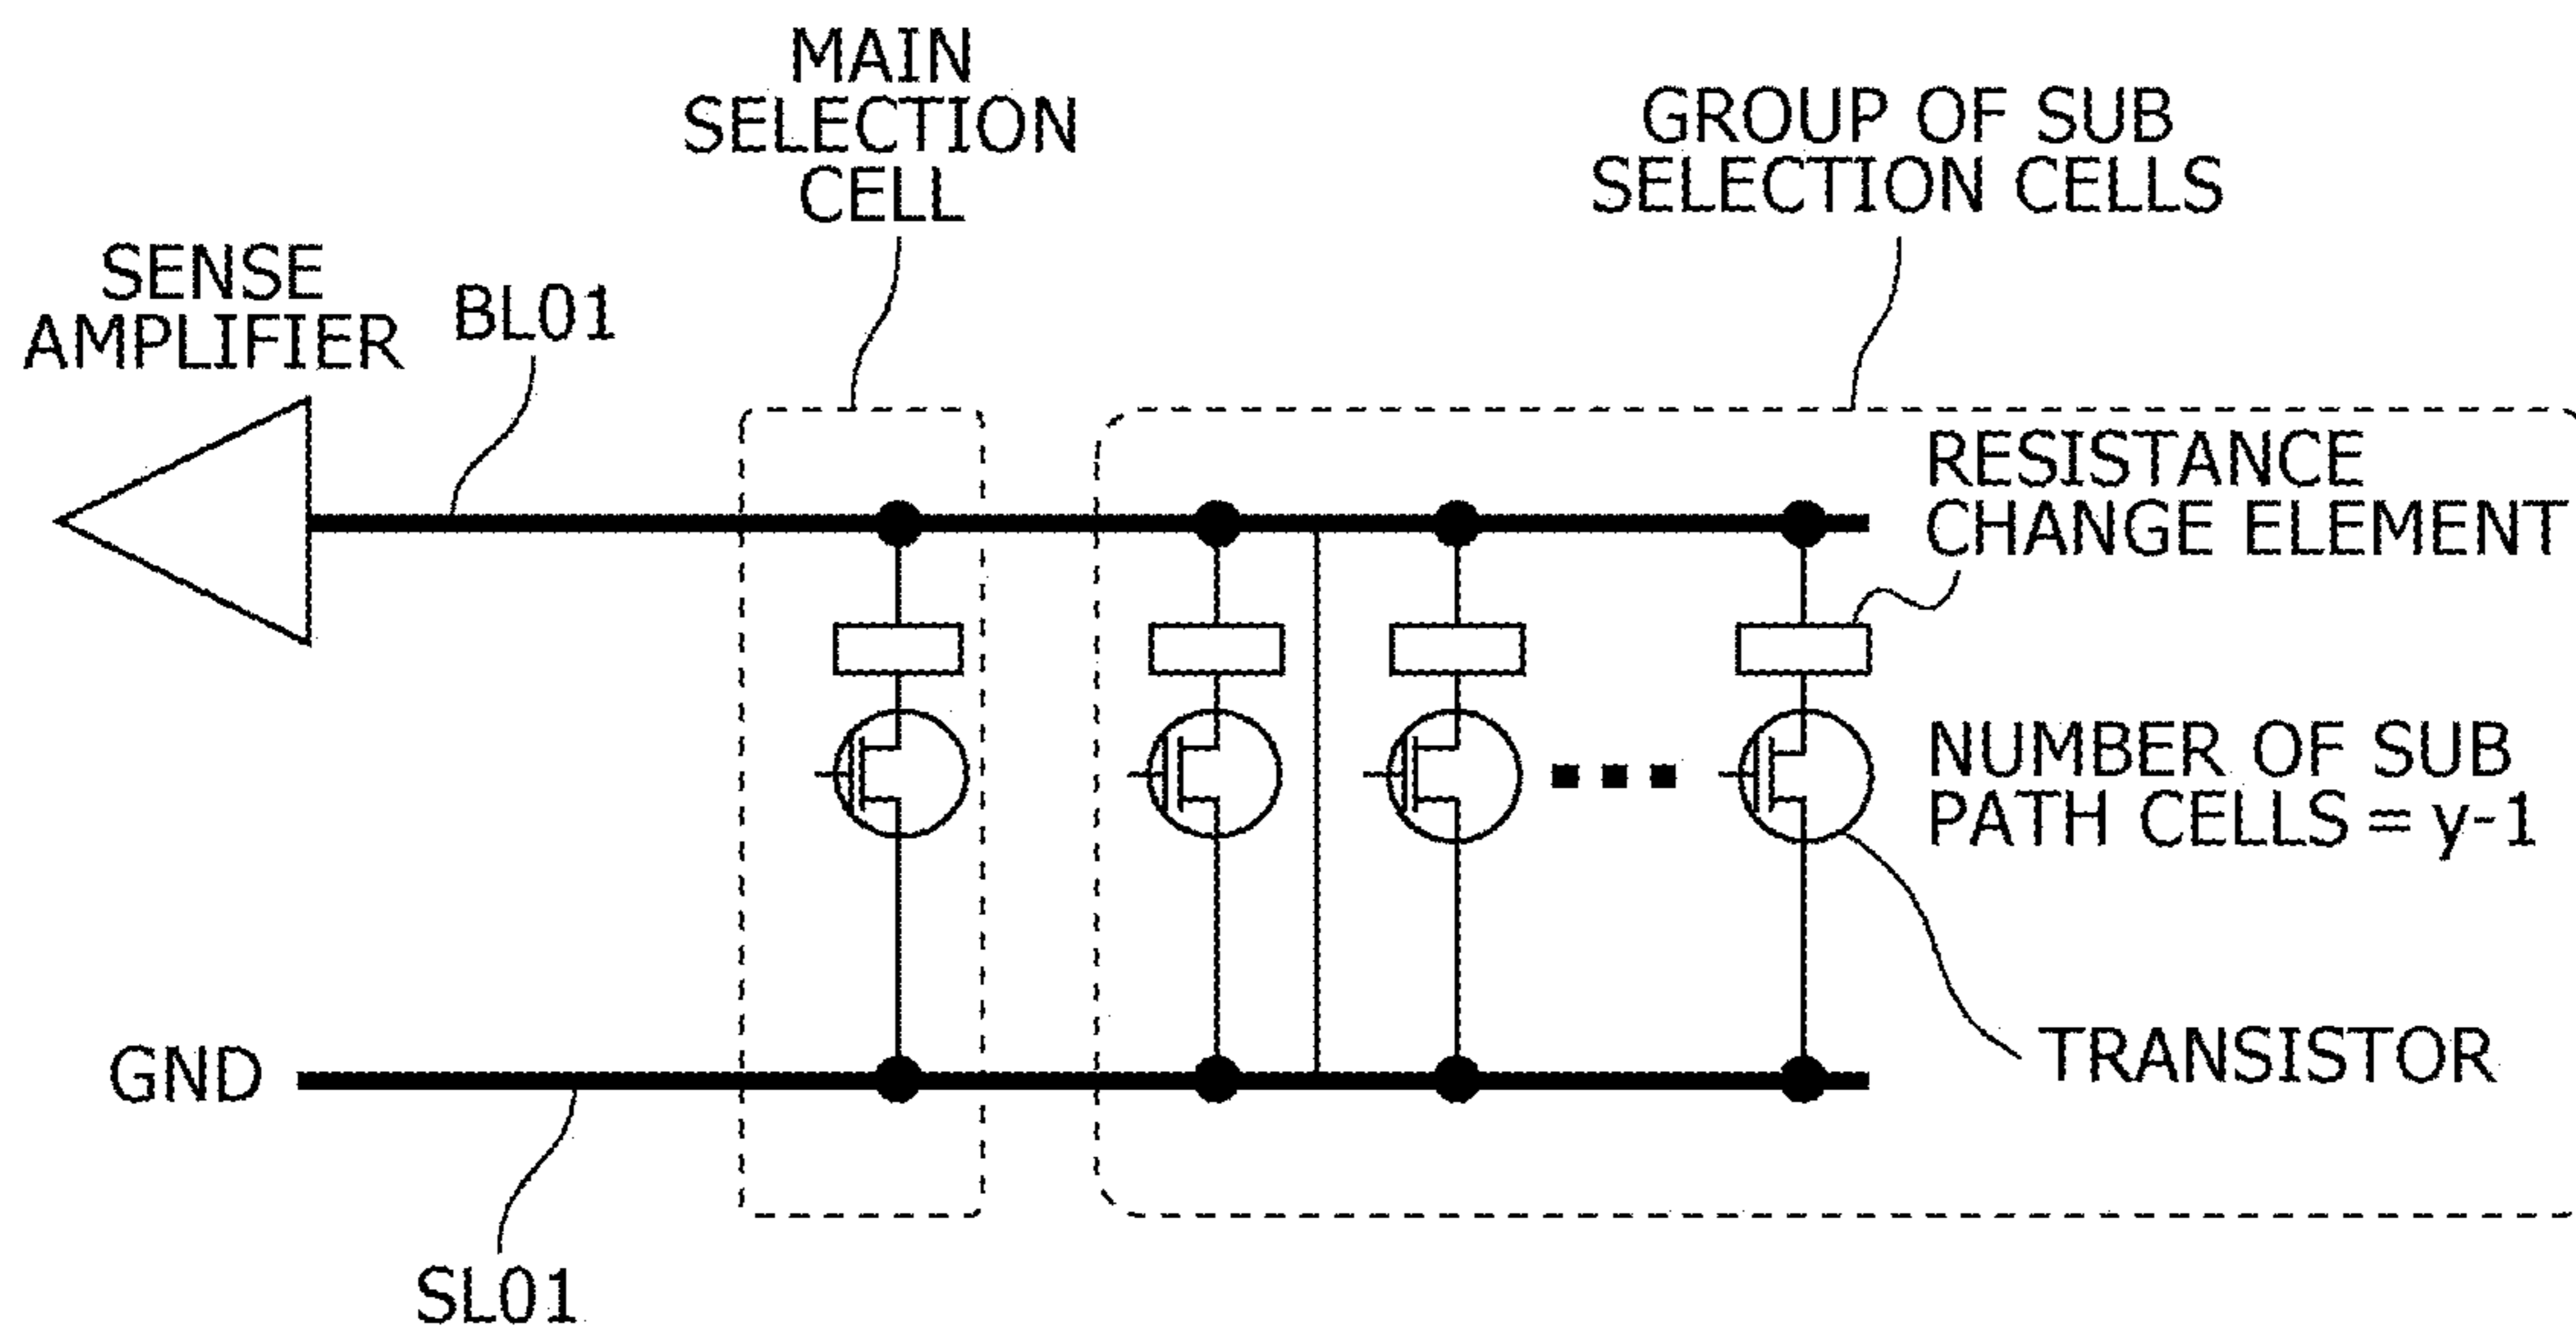 MAIN
SELECTION
CELL
GROUP OF SUB
SELECTION CELLS
SENSE
AMPLIFIER
BL01
RESISTANCE
CHANGE ELEMENT
NUMBER OF SUB
PATH CELLS = y-1
GND
TRANSISTOR
SL01